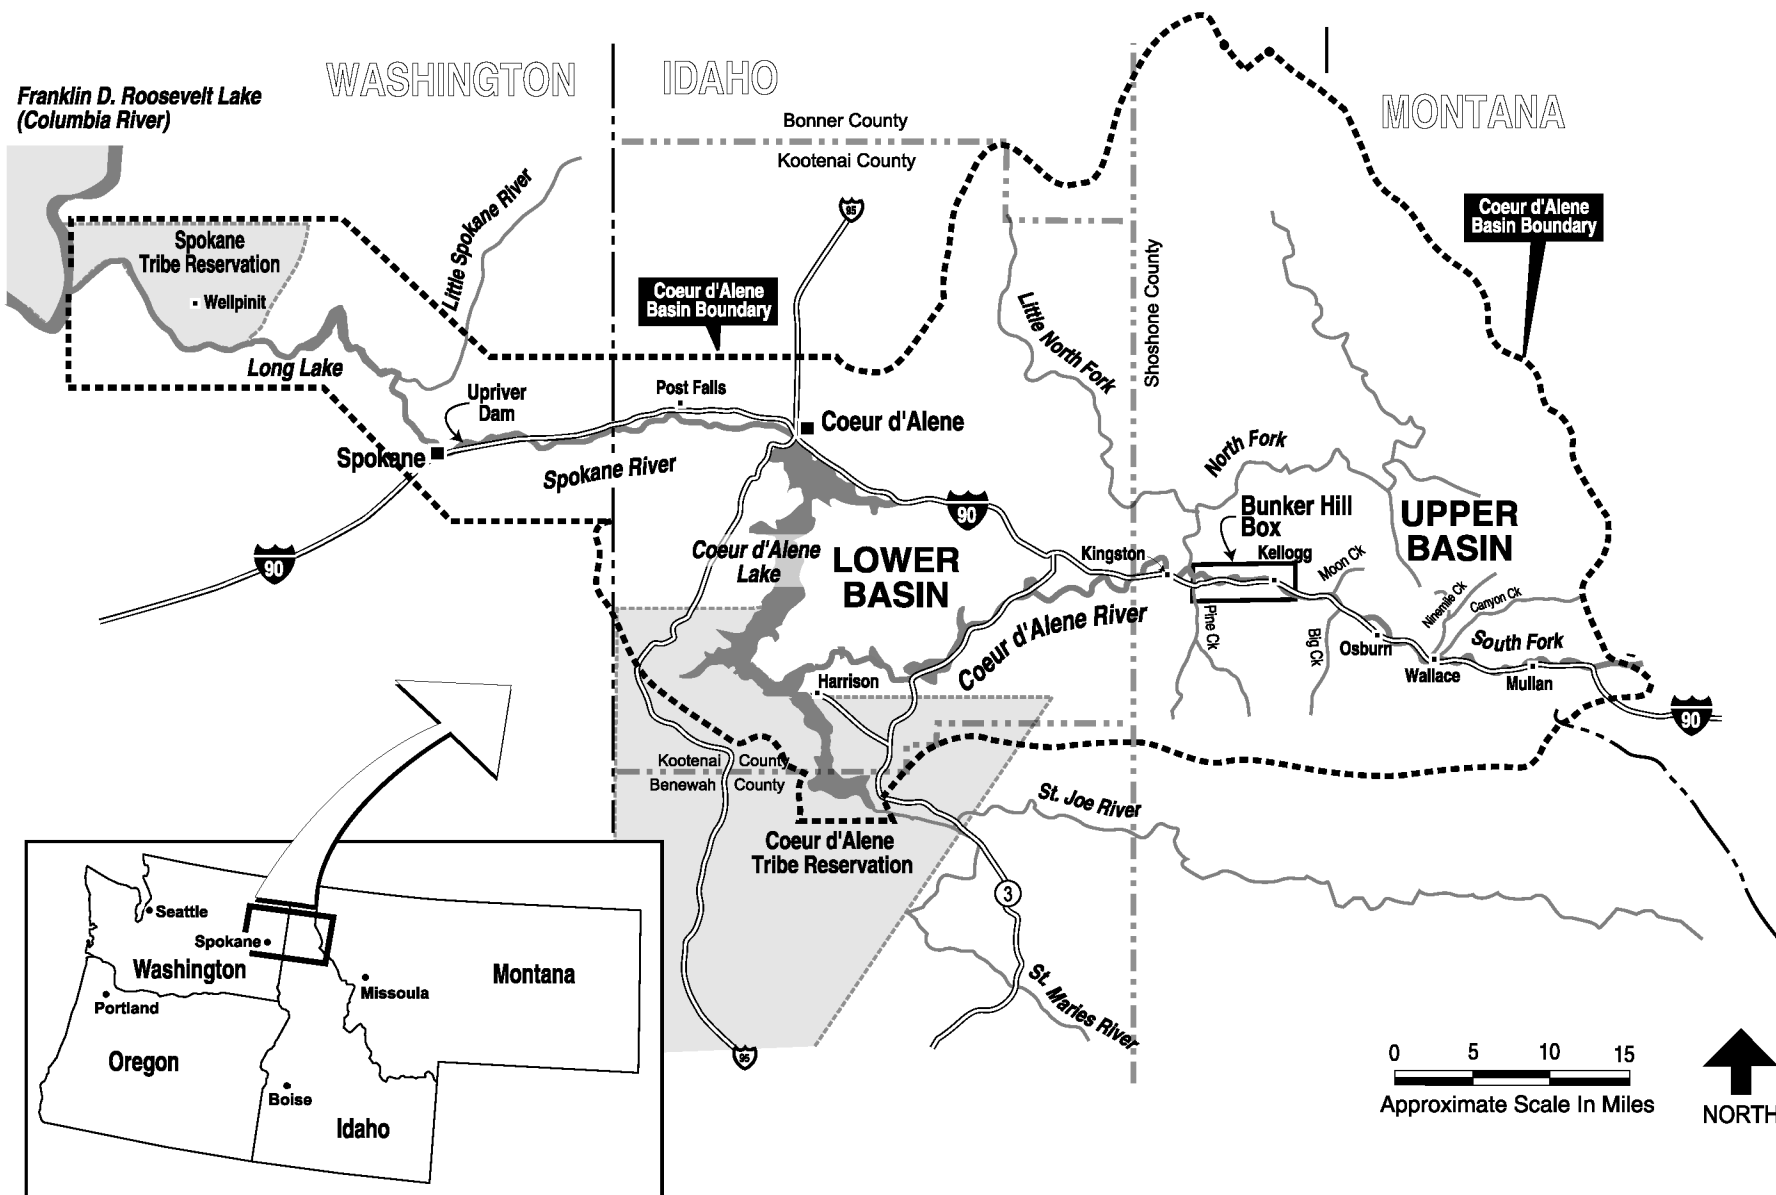 WASHINGTON
IDAHO
MONTANA
Franklin D. Roosevelt Lake
(Columbia River)
Bonner County
Kootenai County
95
Little Spokane River
Spokane
Tribe Reservation
Wellpinit
Long Lake
Coeur d'Alene
Basin Boundary
Coeur d'Alene
Basin Boundary
Shoshone County
Little North Fork
Upriver
Dam
Post Falls
Coeur d'Alene
Spokane
Spokane River
North Fork
90
90
Coeur d'Alene
Lake
LOWER
BASIN
UPPER
BASIN
Bunker Hill
Box
Kingston
Kellogg
Moon Ck
Pine Ck
Big Ck
Ninemile Ck
Canyon Ck
Coeur d'Alene River
Osburn
South Fork
Wallace
Mullan
90
Harrison
Kootenai County
Benewah County
St. Joe River
Coeur d'Alene
Tribe Reservation
3
St. Maries River
95
Seattle
Spokane
Washington
Portland
Oregon
Missoula
Montana
Boise
Idaho
0 5 10 15
Approximate Scale In Miles
NORTH